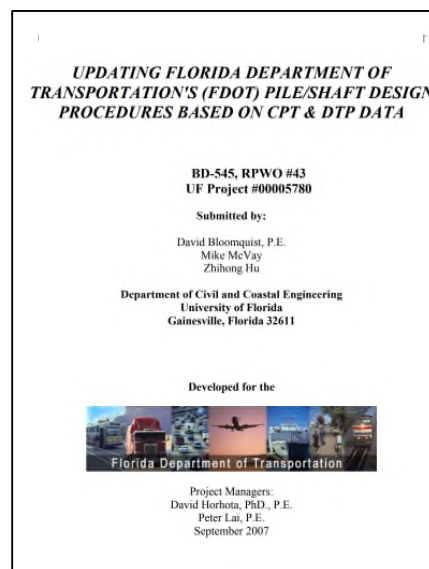 UPDATING FLORIDA DEPARTMENT OF
TRANSPORTATION'S (FDOT) PILE/SHAFT DESIGN
PROCEDURES BASED ON CPT & DTP DATA
BD-545, RPWO #43
UF Project #00005780
Submitted by:
David Bloomquist, P.E.
Mike McVay
Zhihong Hu
Department of Civil and Coastal Engineering
University of Florida
Gainesville, Florida 32611
Developed for the
Florida Department of Transportation
Project Managers:
David Horhota, PhD., P.E.
Peter Lai, P.E.
September 2007